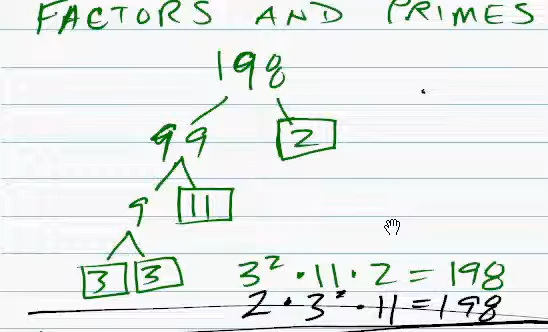 FACTORS AND PRIMES
198
99 2
9 11
3 3
3² · 11 · 2 = 198
2 · 3² · 11 = 198